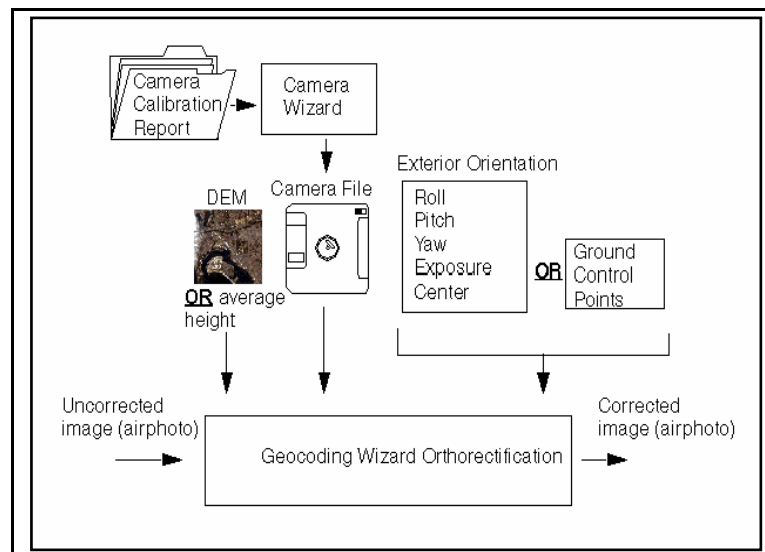 Camera
Calibration
Report
Camera
Wizard
Exterior Orientation
DEM
Camera File
Roll
Pitch
Yaw
Exposure
Center
OR
Ground
Control
Points
OR average
height
Uncorrected
image (airphoto)
Geocoding Wizard Orthorectification
Corrected
image (airphoto)